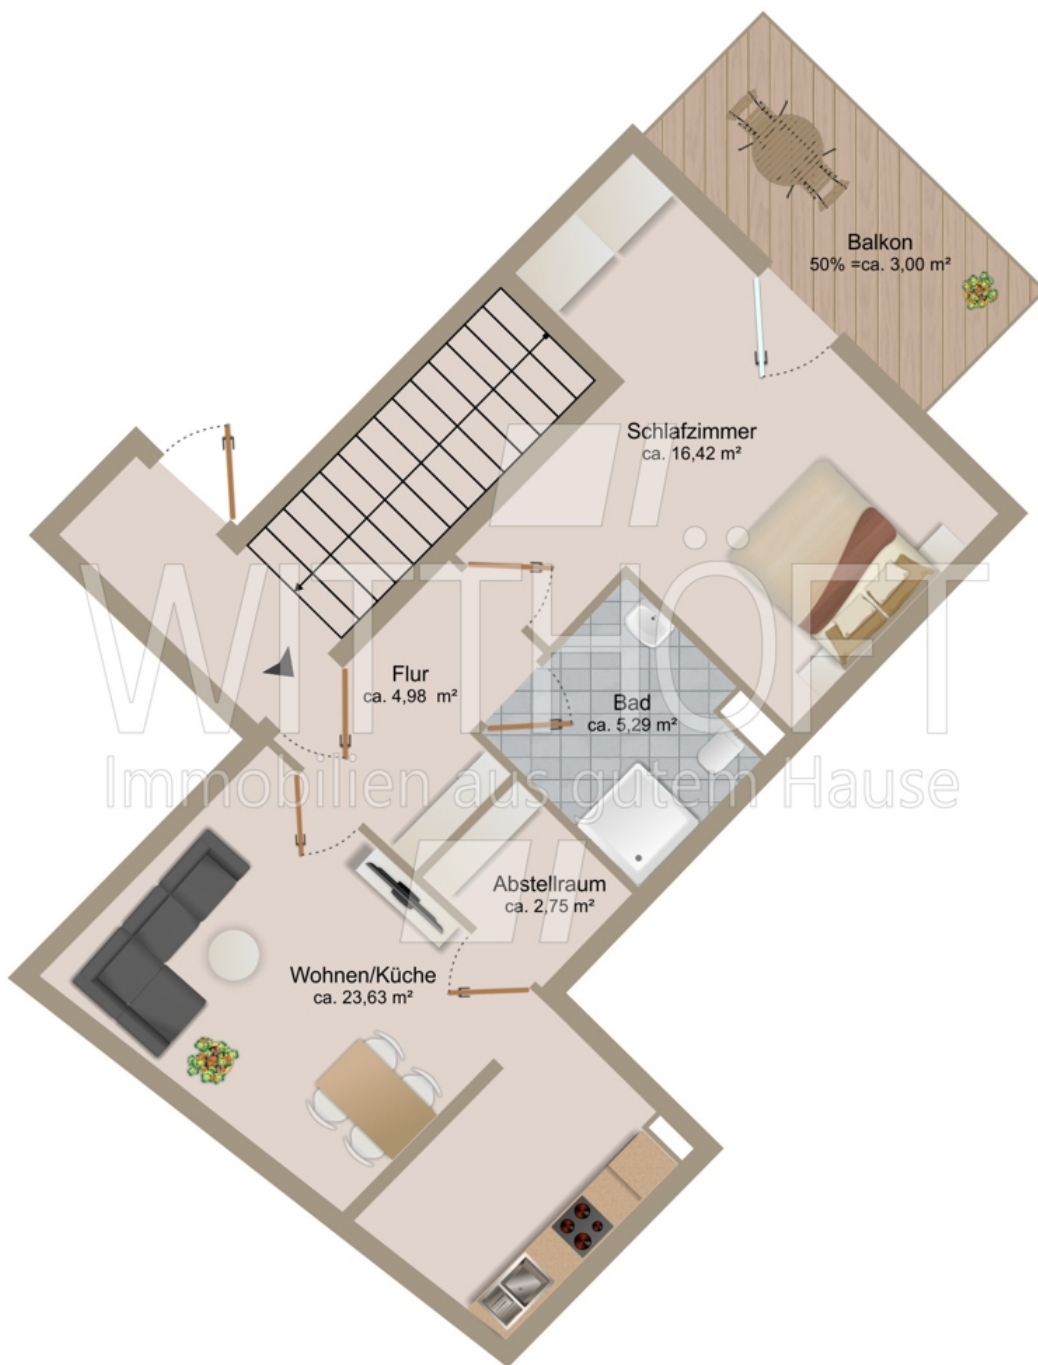 Balkon
50% =ca. 3,00 m²
Schlafzimmer
ca. 16,42 m²
WITTHÖFT
Immobilien aus gutem Hause
Flur
ca. 4,98 m²
Bad
ca. 5,29 m²
Abstellraum
ca. 2,75 m²
Wohnen/Küche
ca. 23,63 m²